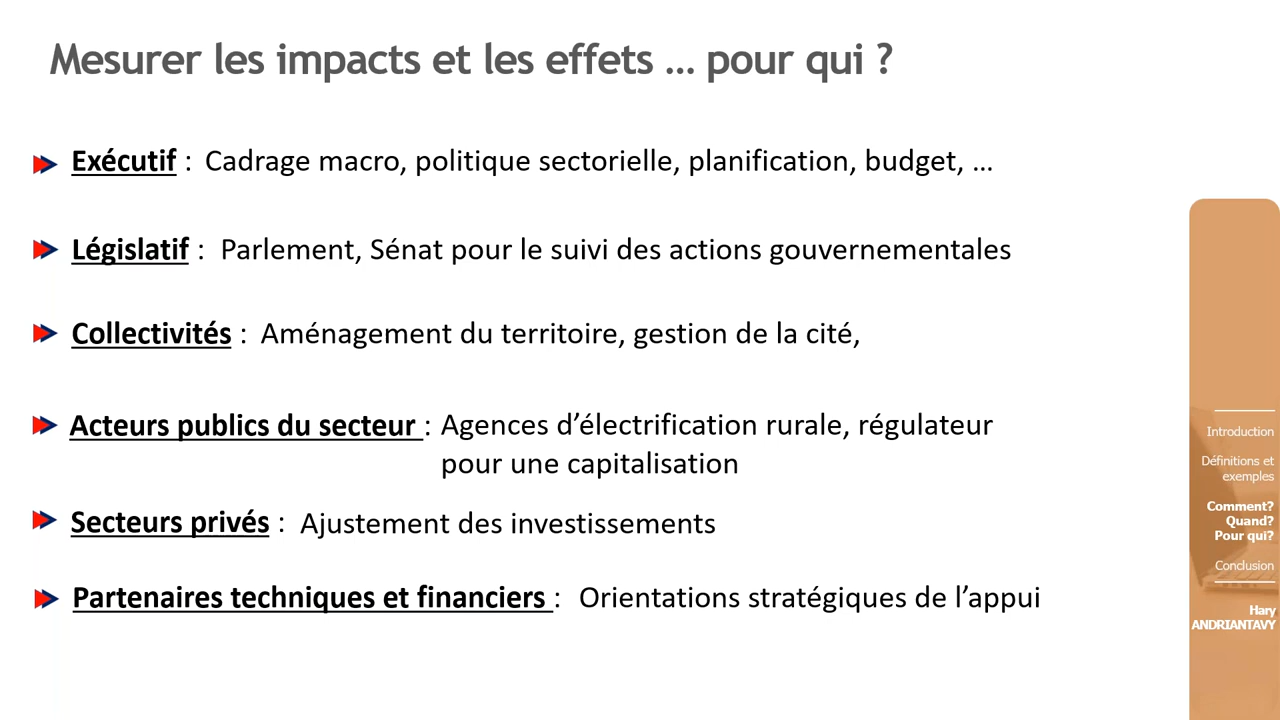 Mesurer les impacts et les effets ... pour qui ?
Exécutif : Cadrage macro, politique sectorielle, planification, budget, ...
Législatif : Parlement, Sénat pour le suivi des actions gouvernementales
Collectivités : Aménagement du territoire, gestion de la cité,
Acteurs publics du secteur : Agences d’électrification rurale, régulateur
pour une capitalisation
Secteurs privés : Ajustement des investissements
Partenaires techniques et financiers : Orientations stratégiques de l’appui
Introduction
Définitions et
exemples
Comment?
Quand?
Pour qui?
Conclusion
Hary
ANDRIANTAVY